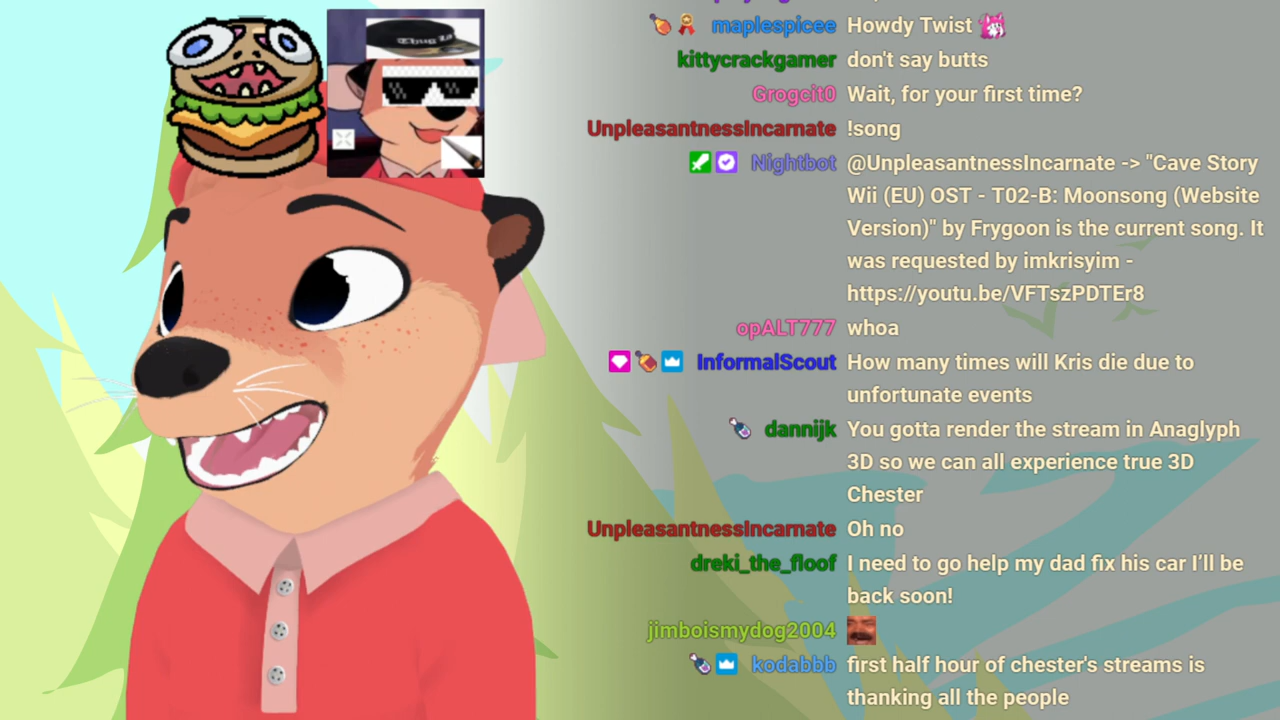 Thug Li
maplespicee Howdy Twist
kittycrackgamer don't say butts
Grogcit0 Wait, for your first time?
UnpleasantnessIncarnate !song
Nightbot @UnpleasantnessIncarnate -> "Cave Story
Wii (EU) OST - T02-B: Moonsong (Website
Version)" by Frygoon is the current song. It
was requested by imkrisyim -
https://youtu.be/VFTszPDTEr8
opALT777 whoa
InformalScout How many times will Kris die due to
unfortunate events
dannijk You gotta render the stream in Anaglyph
3D so we can all experience true 3D
Chester
UnpleasantnessIncarnate Oh no
dreki_the_floof I need to go help my dad fix his car I’ll be
back soon!
jimboismydog2004
kodabbb first half hour of chester's streams is
thanking all the people